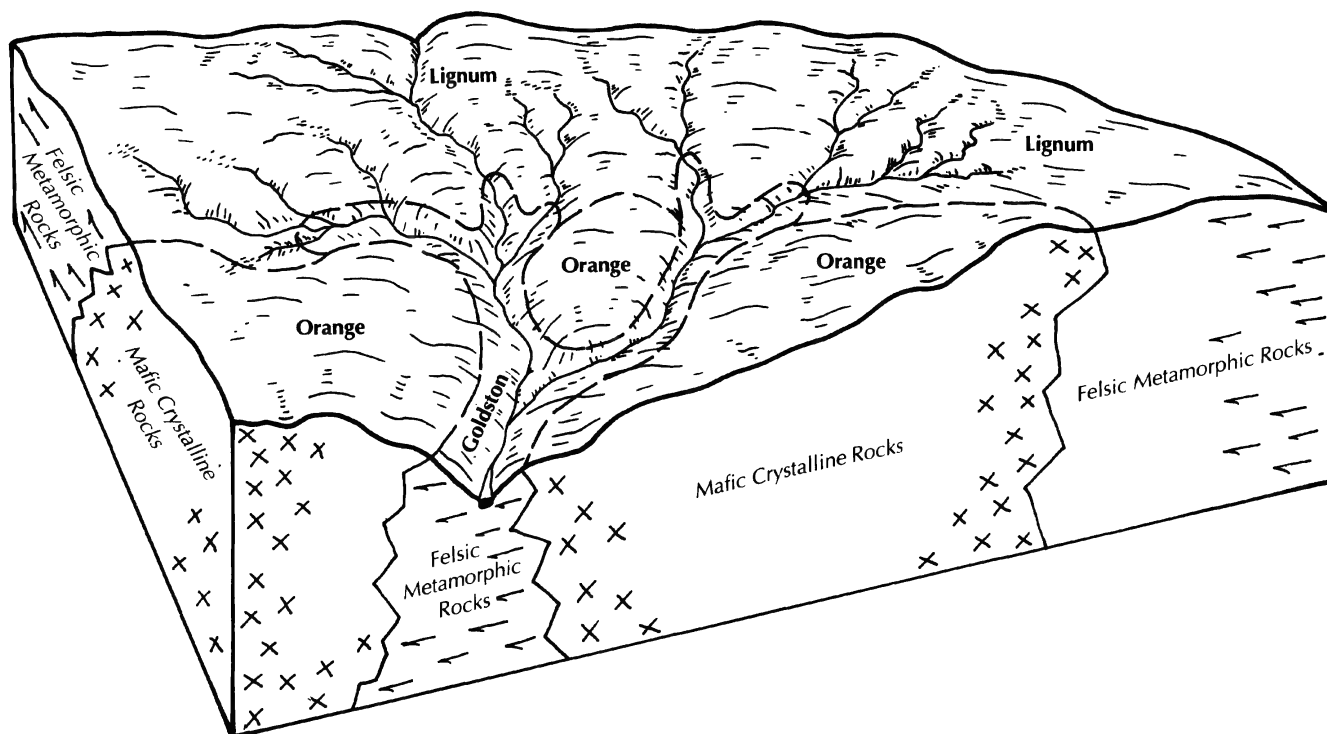 Lignum
Lignum
Felsic
Metamorphic
Rocks
Orange
Orange
Orange
Goldston
Mafic Crystalline
Rocks
Felsic Metamorphic Rocks
Mafic Crystalline Rocks
Felsic
Metamorphic
Rocks